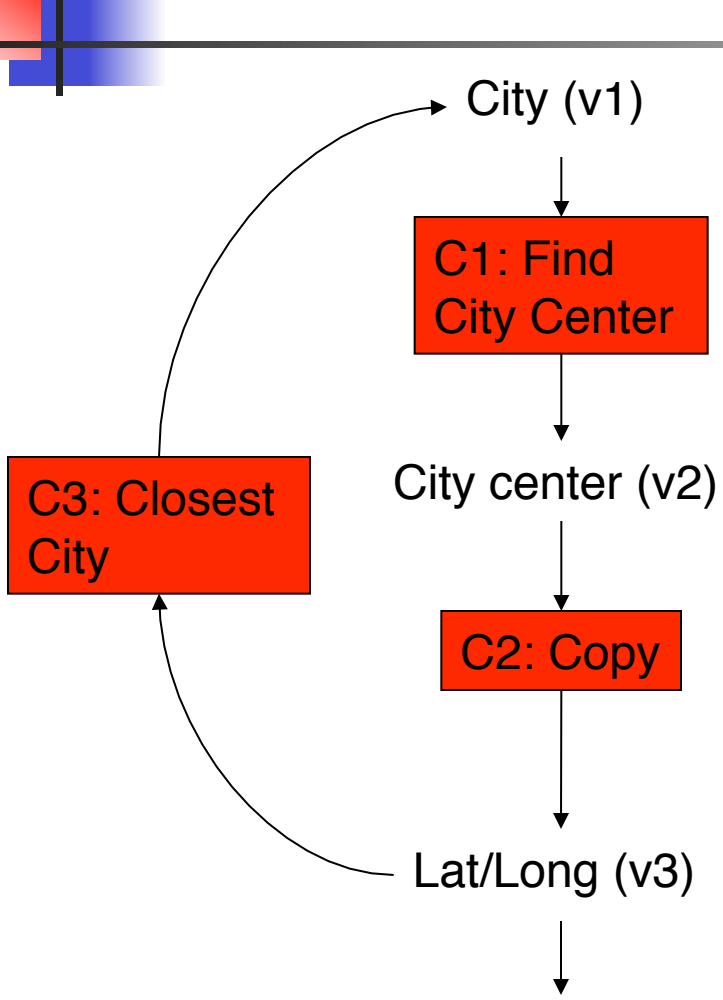 City (v1)
C1: Find
City Center
City center (v2)
C3: Closest
City
C2: Copy
Lat/Long (v3)